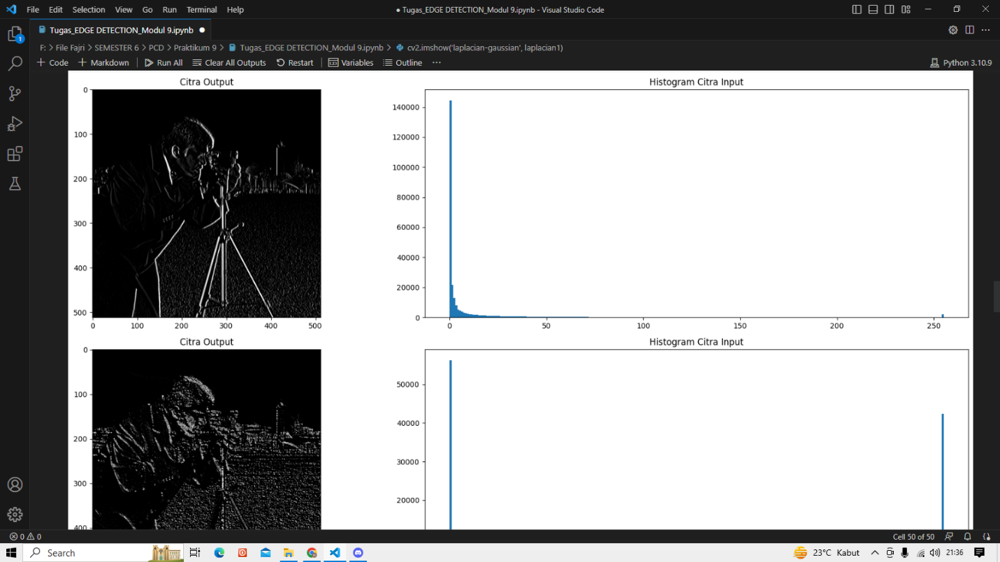 File Edit Selection View Go Run Terminal Help
● Tugas_EDGE DETECTION_Modul 9.ipynb - Visual Studio Code
Tugas_EDGE DETECTION_Modul 9.ipynb ●
1
F: > File Fajri > SEMESTER 6 > PCD > Praktikum 9 > Tugas_EDGE DETECTION_Modul 9.ipynb > cv2.imshow('laplacian-gaussian', laplacian1)
+ Code + Markdown Run All Clear All Outputs Restart Variables Outline ··· Python 3.10.9
Citra Output
0
100
200
300
400
500
0 100 200 300 400 500
Histogram Citra Input
140000
120000
100000
80000
60000
40000
20000
0
0 50 100 150 200 250
Citra Output
0
100
200
300
400
Histogram Citra Input
50000
40000
30000
20000
0 0 Cell 50 of 50
Search 23°C Kabut 21:36